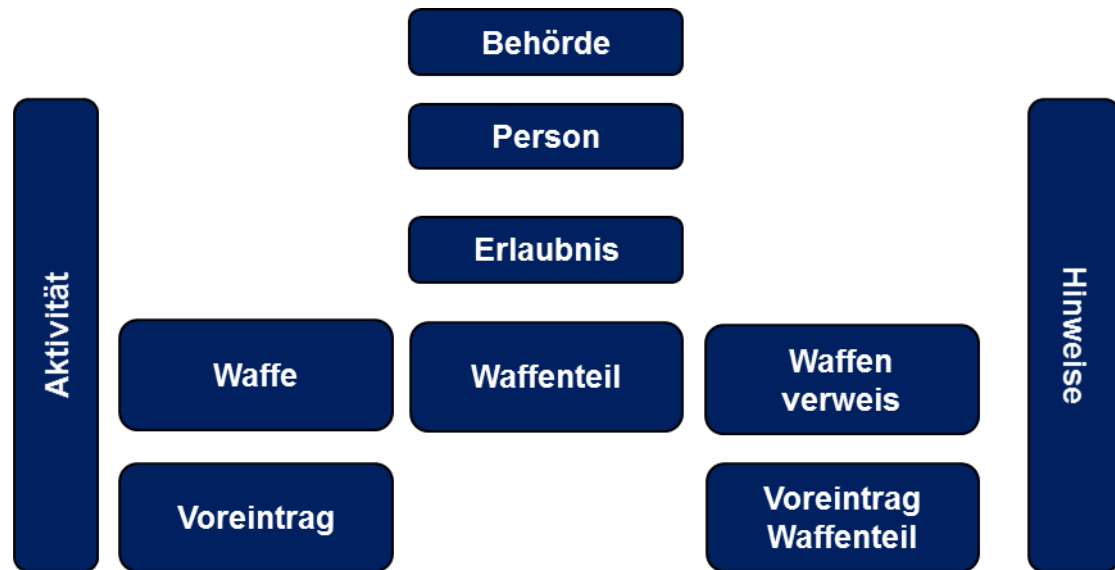 Behörde
Person
Erlaubnis
Aktivität
Hinweise
Waffe
Waffenteil
Waffen
verweis
Voreintrag
Voreintrag
Waffenteil